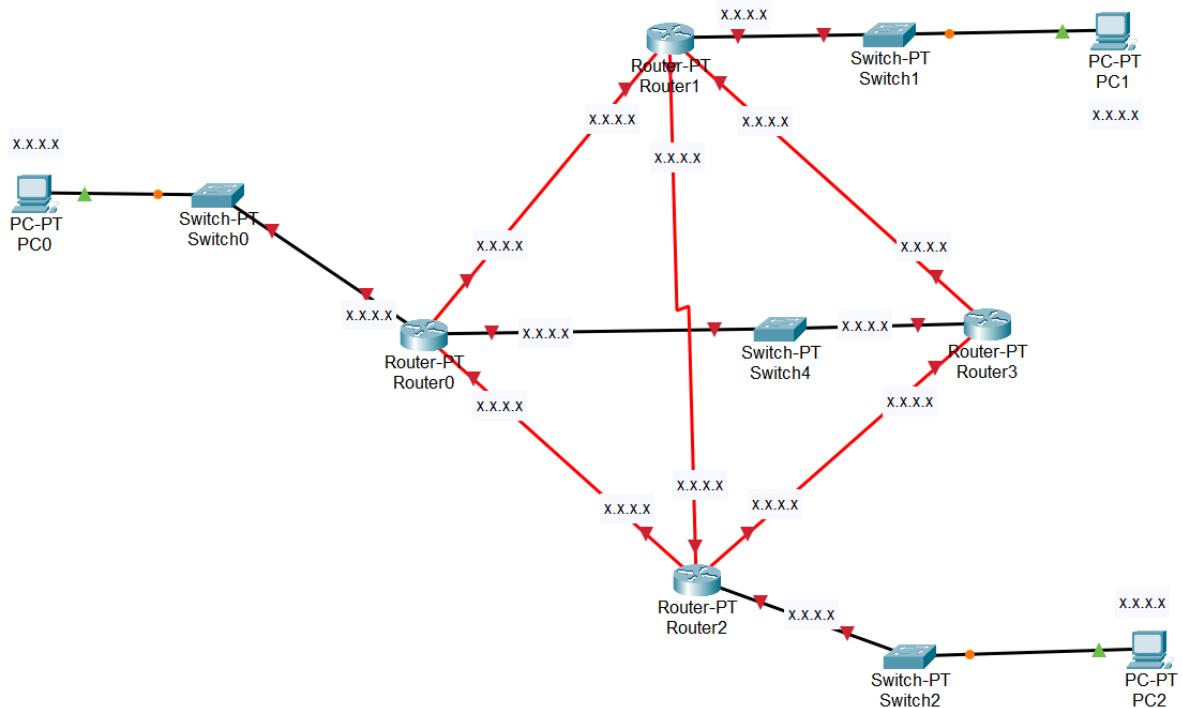 x.x.x.x
Router-PT
Router1
Switch-PT
Switch1
PC-PT
PC1
x.x.x.x
x.x.x.x
x.x.x.x
x.x.x.x
x.x.x.x
PC-PT
PC0
Switch-PT
Switch0
x.x.x.x
x.x.x.x
x.x.x.x
Router-PT
Router0
x.x.x.x
Switch-PT
Switch4
x.x.x.x
Router-PT
Router3
x.x.x.x
x.x.x.x
x.x.x.x
x.x.x.x
x.x.x.x
Router-PT
Router2
x.x.x.x
x.x.x.x
Switch-PT
Switch2
PC-PT
PC2